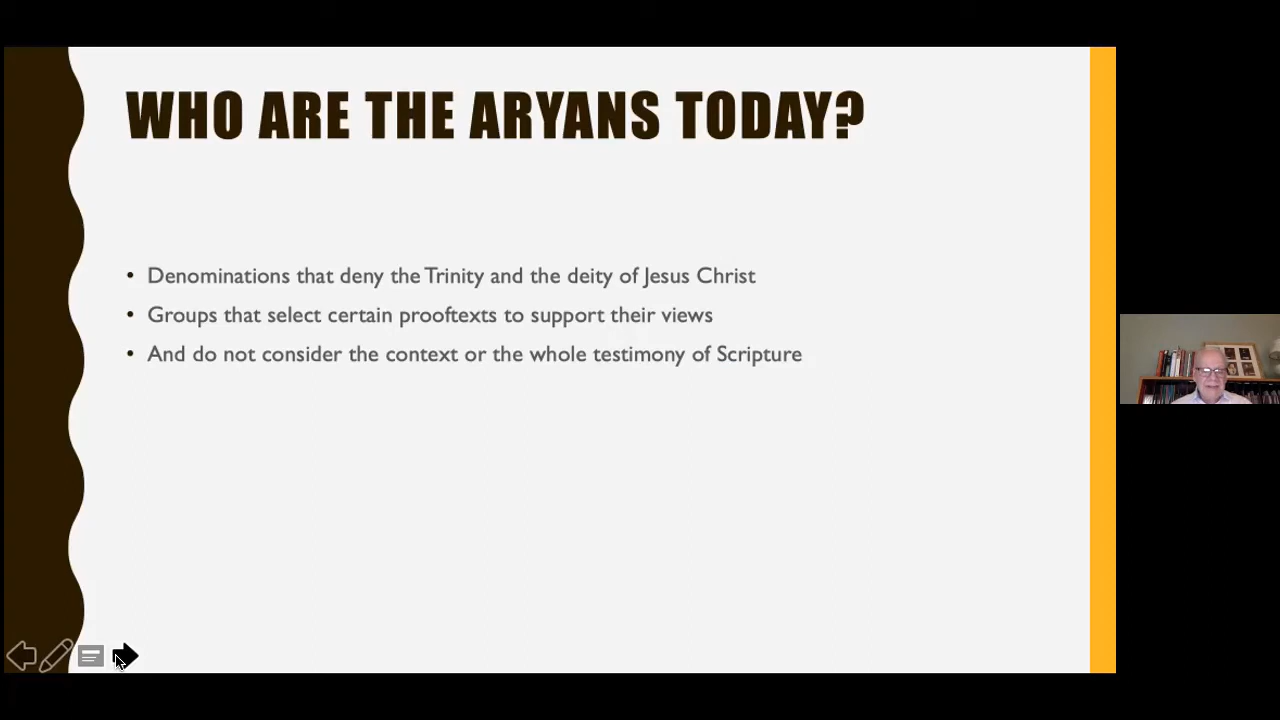 WHO ARE THE ARYANS TODAY?
• Denominations that deny the Trinity and the deity of Jesus Christ
• Groups that select certain prooftexts to support their views
• And do not consider the context or the whole testimony of Scripture